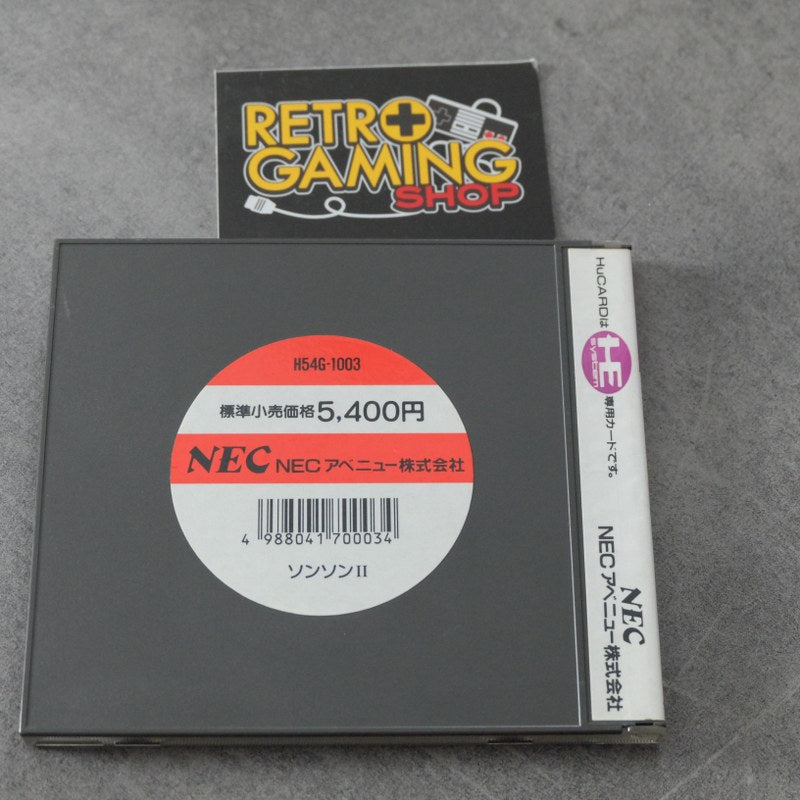 RETRO
GAMING
SHOP
H54G-1003
標準小売価格 5,400円
NEC NECアベニュー株式会社
4 988041 700034
ソンソンII
HuCARDは HE system 専用カードです。
NEC
NECアベニュー株式会社